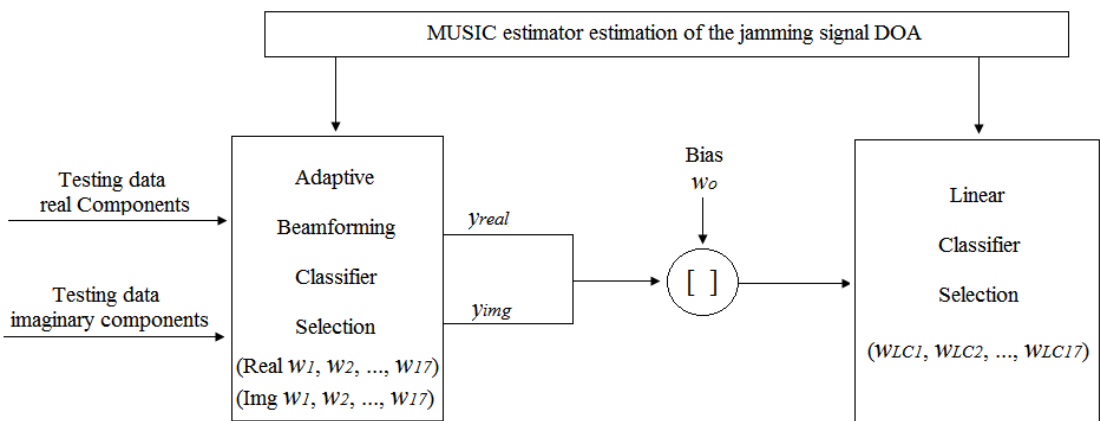 MUSIC estimator estimation of the jamming signal DOA
Testing data
real Components
Testing data
imaginary components
Adaptive
Beamforming
Classifier
Selection
(Real w1, w2, ..., w17)
(Img w1, w2, ..., w17)
yreal
yimg
Bias
wo
[ ]
Linear
Classifier
Selection
(wLC1, wLC2, ..., wLC17)